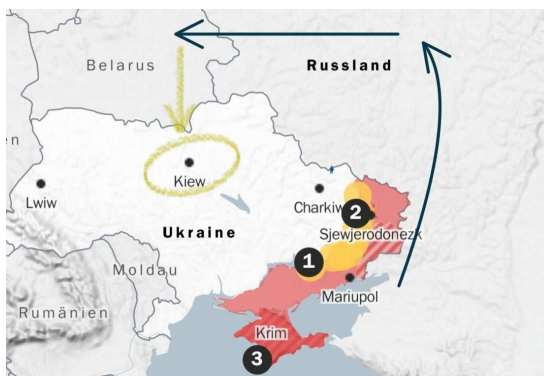 Belarus
Russland
en
Kiew
Lwiw
Charkiw
2
Sjewjerodonezk
Ukraine
1
Moldau
Mariupol
Rumänien
Krim
3